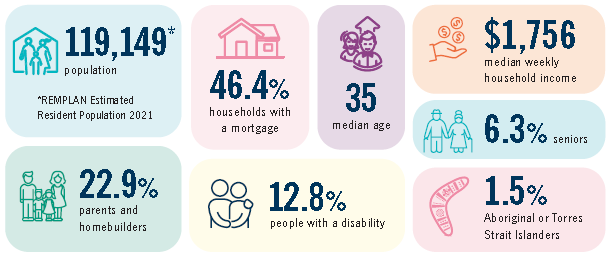 119,149*
population
*REMPLAN Estimated
Resident Population 2021
46.4%
households with
a mortgage
35
median age
$1,756
median weekly
household income
6.3% seniors
22.9%
parents and
homebuilders
12.8%
people with a disability
1.5%
Aboriginal or Torres
Strait Islanders